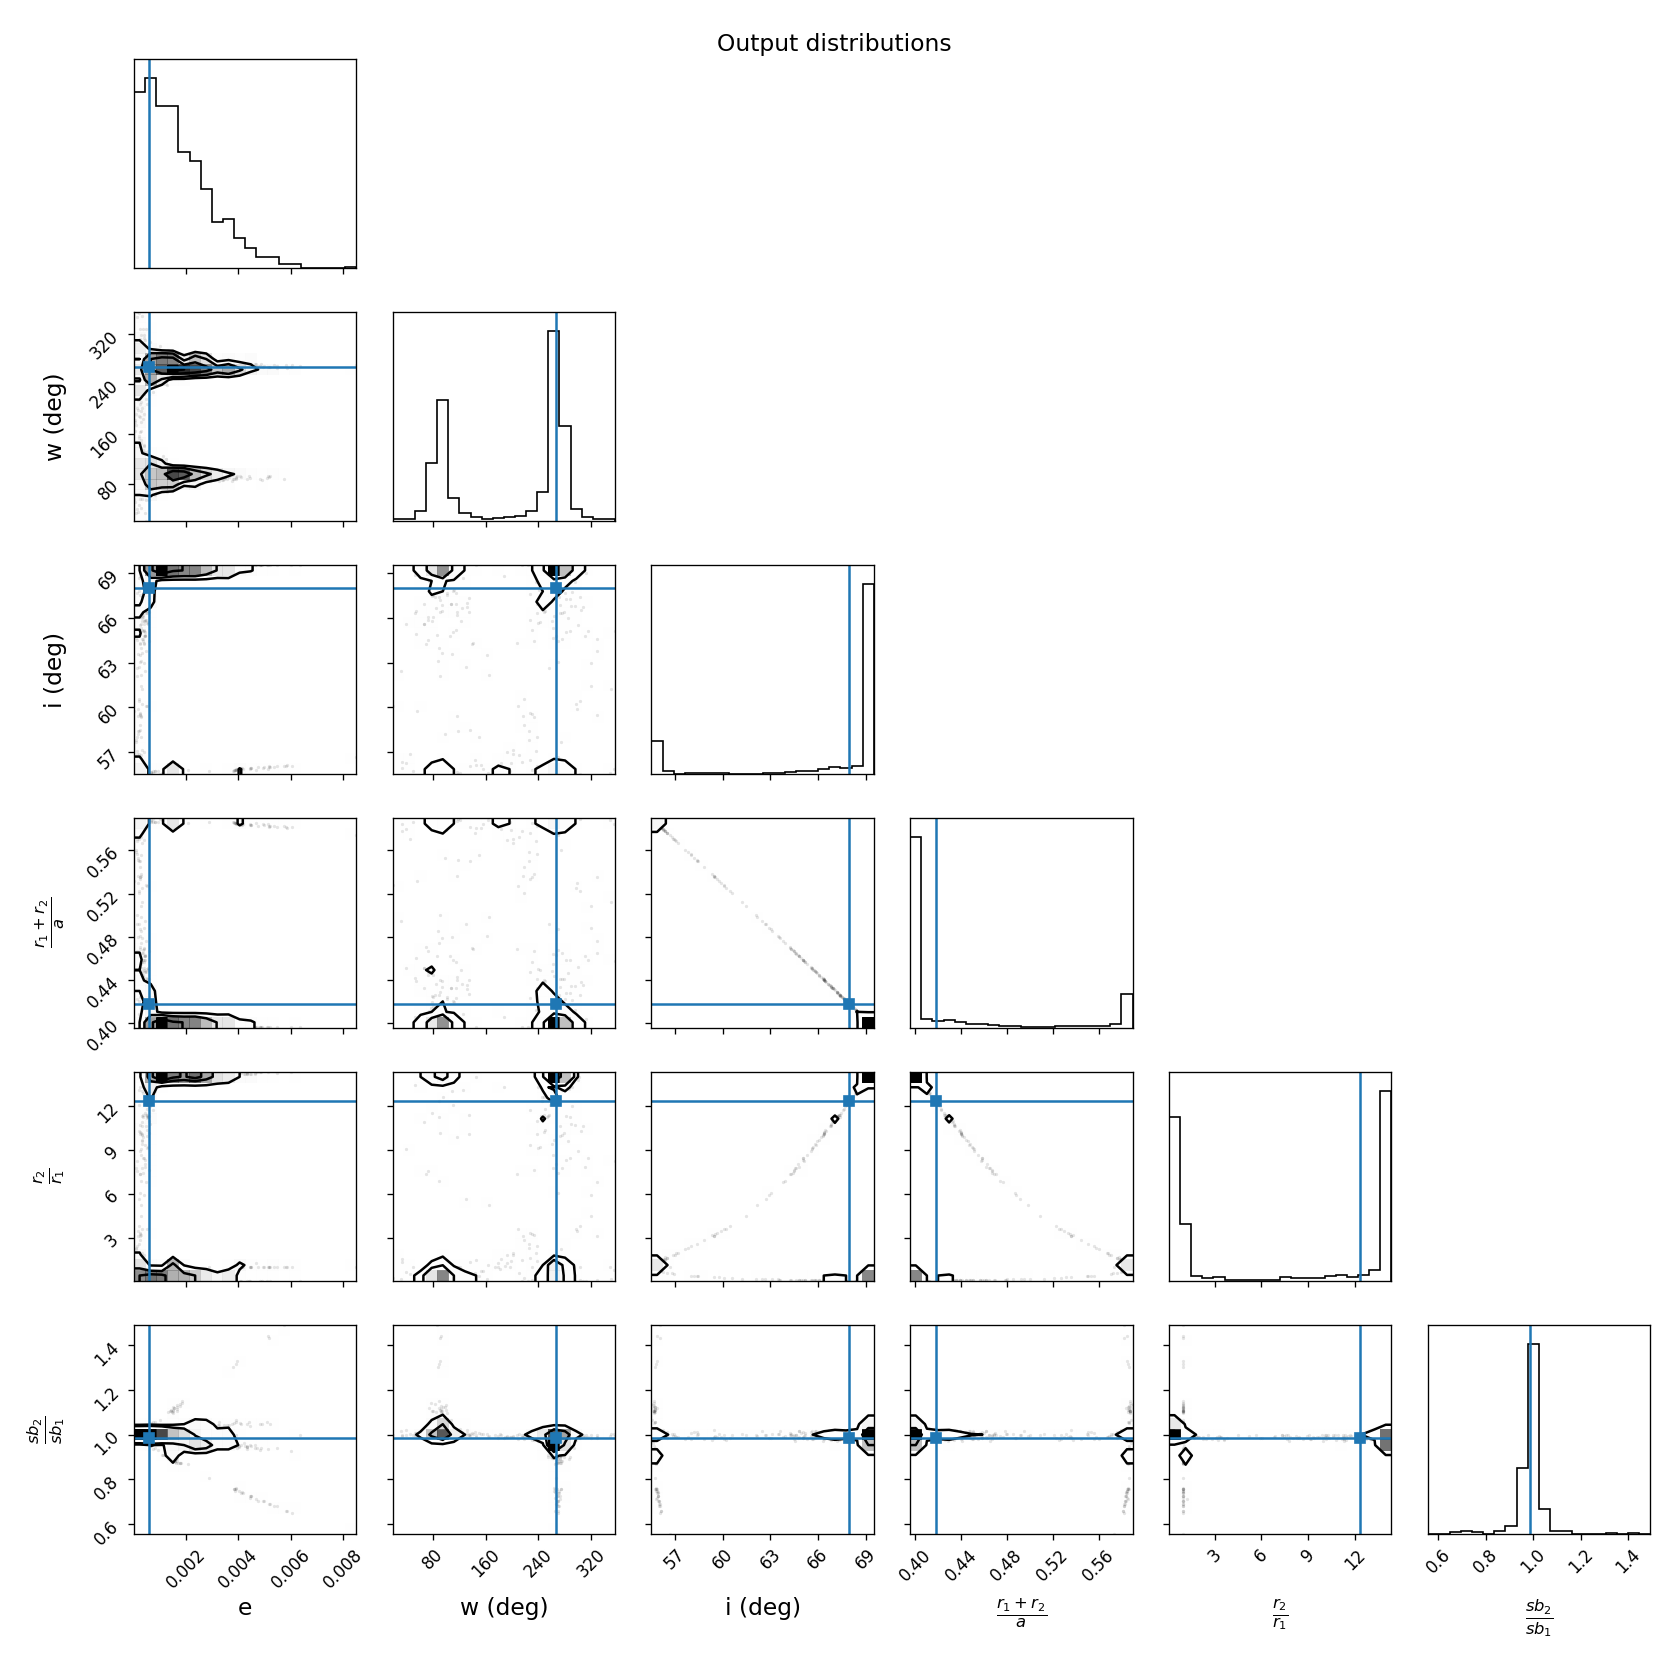 Output distributions
320
240
160
80
w (deg)
69
66
63
60
57
i (deg)
0.56
0.52
0.48
0.44
0.40
r₁ + r₂
a
12
9
6
3
r₂
r₁
1.4
1.2
1.0
0.8
0.6
sb₂
sb₁
0.002 0.004 0.006 0.008
80 160 240 320
57 60 63 66 69
0.40 0.44 0.48 0.52 0.56
3 6 9 12
0.6 0.8 1.0 1.2 1.4
e
w (deg)
i (deg)
r₁ + r₂
a
r₂
r₁
sb₂
sb₁